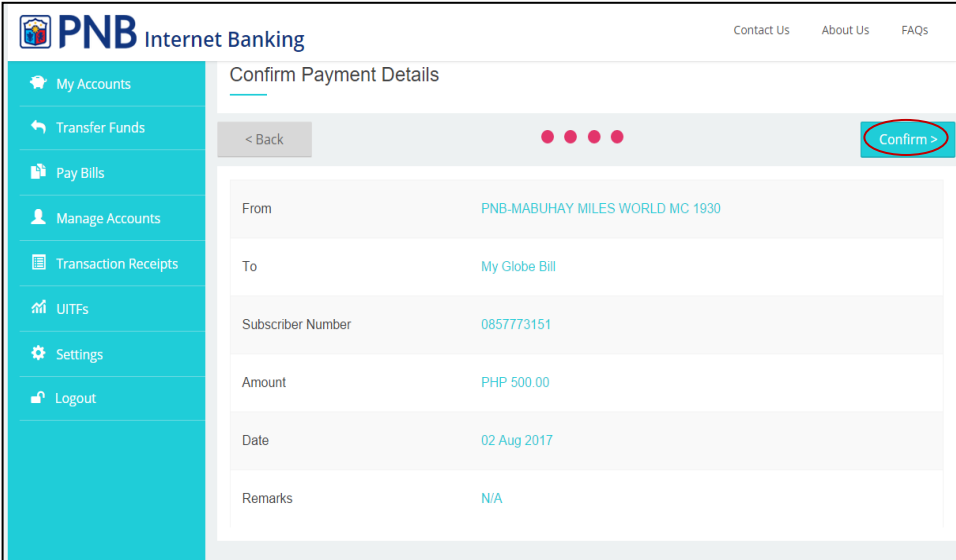 PNB Internet Banking
Contact Us About Us FAQs
My Accounts
Transfer Funds
Pay Bills
Manage Accounts
Transaction Receipts
UITFs
Settings
Logout
Confirm Payment Details
< Back
Confirm >
From PNB-MABUHAY MILES WORLD MC 1930
To My Globe Bill
Subscriber Number 0857773151
Amount PHP 500.00
Date 02 Aug 2017
Remarks N/A